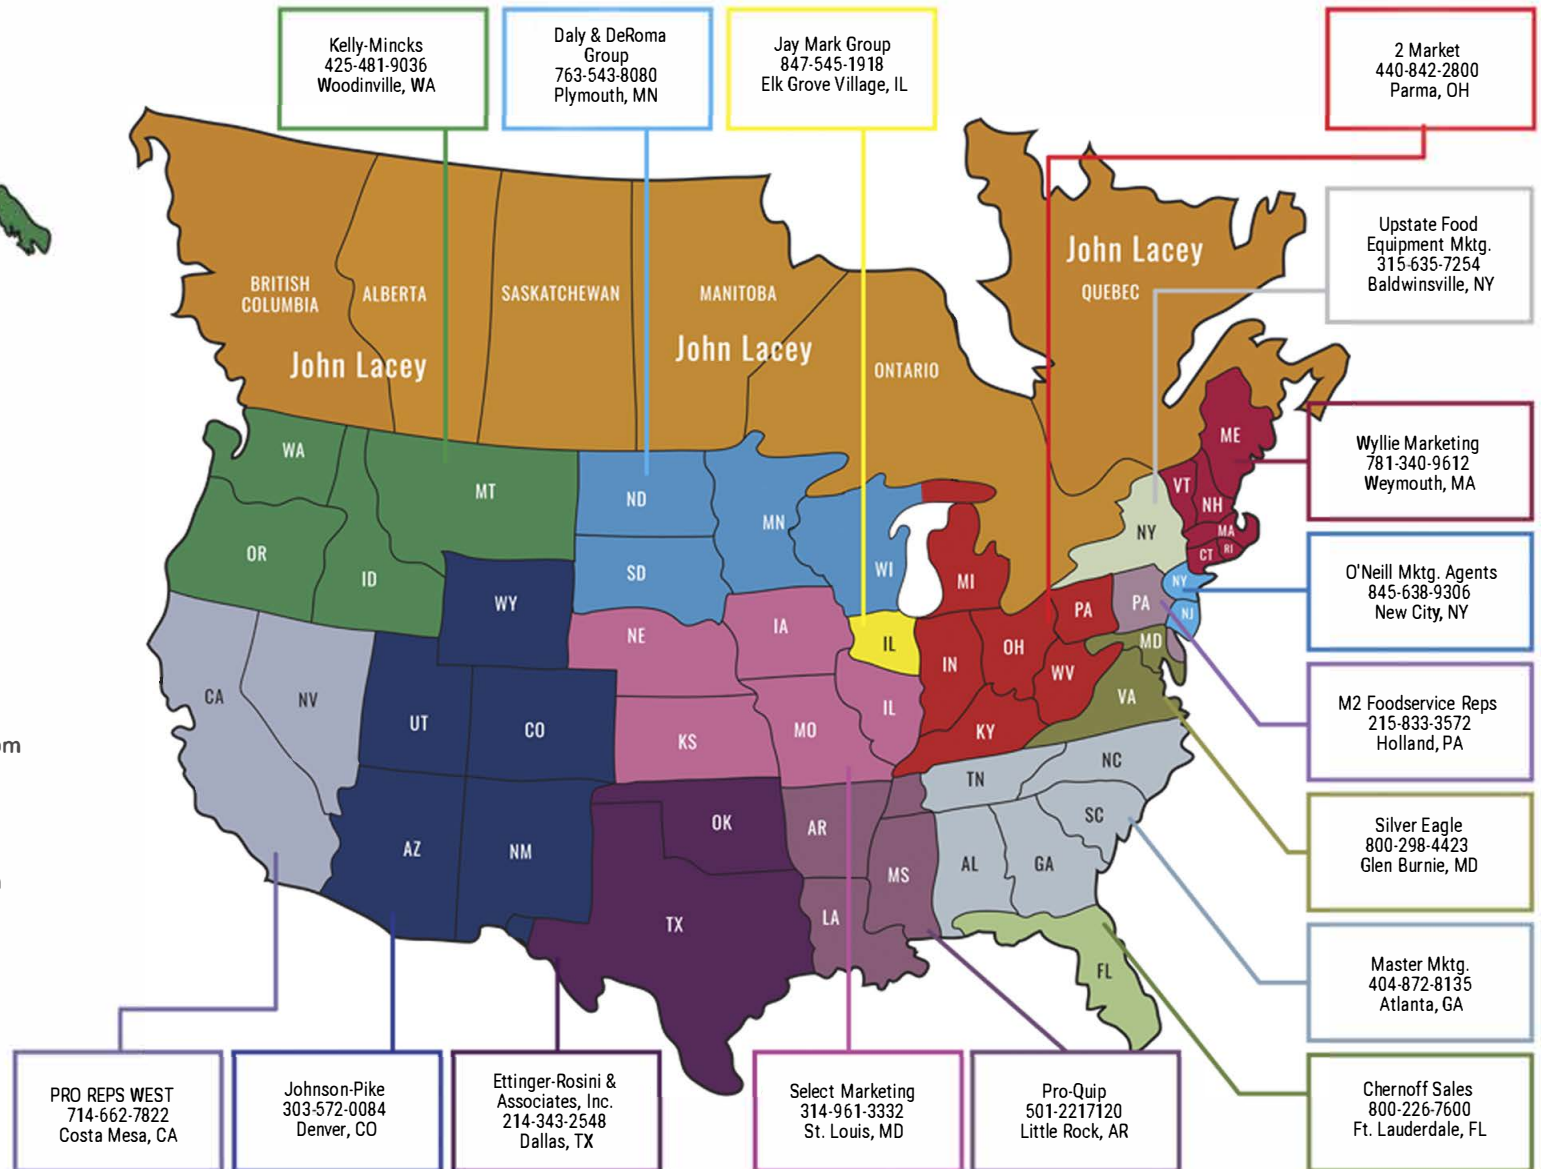 Kelly-Mincks
425-481-9036
Woodinville, WA
Daly & DeRoma
Group
763-543-8080
Plymouth, MN
Jay Mark Group
847-545-1918
Elk Grove Village, IL
2 Market
440-842-2800
Parma, OH
Upstate Food
Equipment Mktg.
315-635-7254
Baldwinsville, NY
John Lacey
QUEBEC
BRITISH
COLUMBIA
ALBERTA
SASKATCHEWAN
MANITOBA
John Lacey
John Lacey
ONTARIO
WA
MT
OR
ID
ND
SD
MN
WI
MI
NY
VT
NH
ME
MA
CT
RI
Wyllie Marketing
781-340-9612
Weymouth, MA
WY
NE
IA
IL
IN
OH
PA
PA
NY
NJ
MD
WV
VA
O'Neill Mktg. Agents
845-638-9306
New City, NY
CA
NV
UT
CO
KS
MO
IL
KY
M2 Foodservice Reps
215-833-3572
Holland, PA
om
TN
NC
SC
AZ
NM
OK
AR
MS
AL
GA
Silver Eagle
800-298-4423
Glen Burnie, MD
TX
LA
FL
Master Mktg.
404-872-8135
Atlanta, GA
PRO REPS WEST
714-662-7822
Costa Mesa, CA
Johnson-Pike
303-572-0084
Denver, CO
Ettinger-Rosini &
Associates, Inc.
214-343-2548
Dallas, TX
Select Marketing
314-961-3332
St. Louis, MD
Pro-Quip
501-2217120
Little Rock, AR
Chernoff Sales
800-226-7600
Ft. Lauderdale, FL